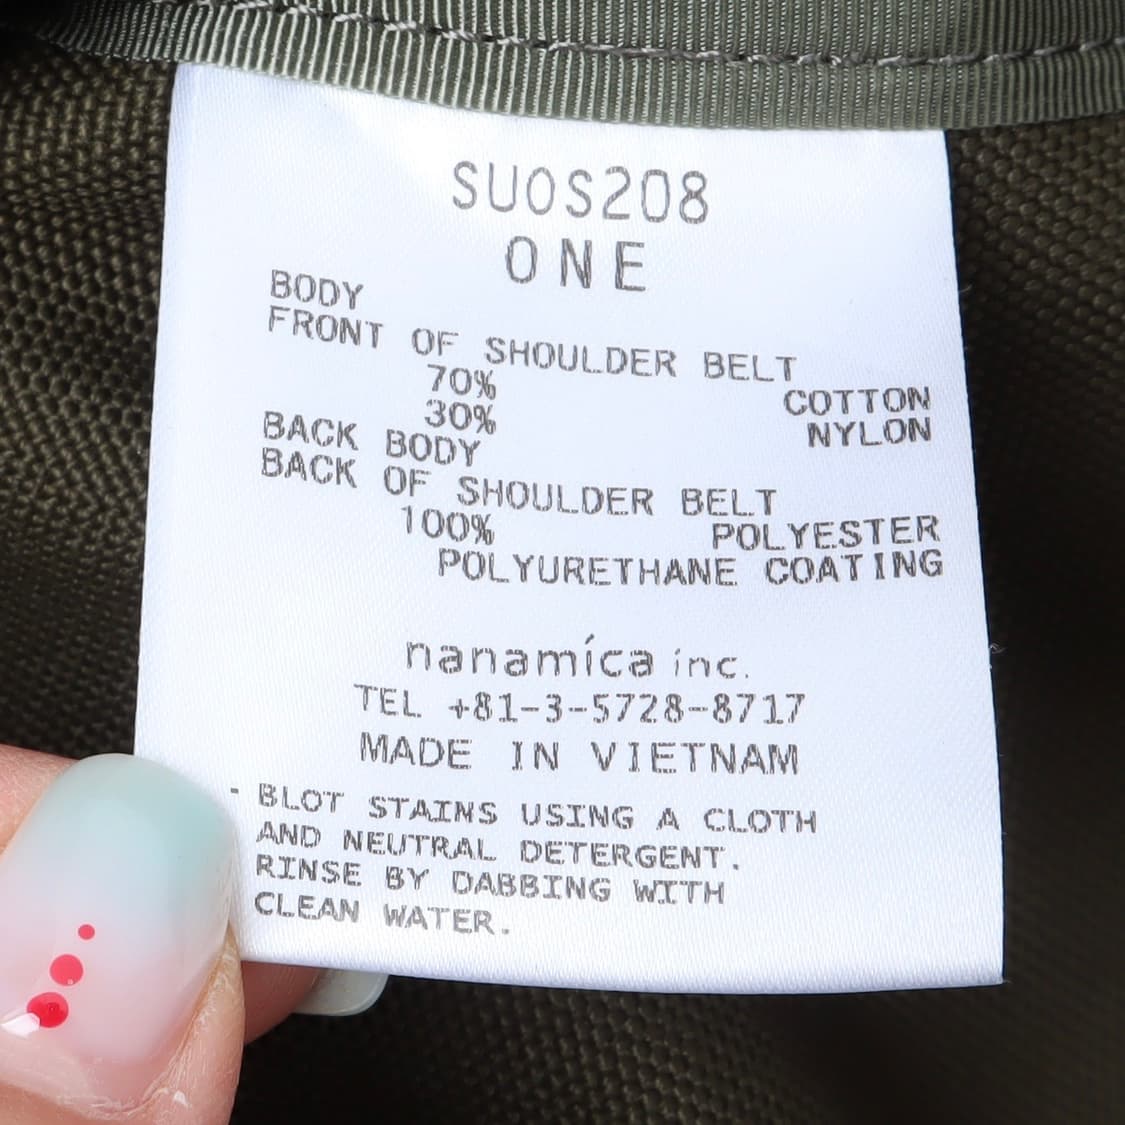 SUOS208
ONE
BODY
FRONT OF SHOULDER BELT
70% COTTON
30% NYLON
BACK BODY
BACK OF SHOULDER BELT
100% POLYESTER
POLYURETHANE COATING
nanamíca inc.
TEL +81-3-5728-8717
MADE IN VIETNAM
- BLOT STAINS USING A CLOTH
AND NEUTRAL DETERGENT.
RINSE BY DABBING WITH
CLEAN WATER.